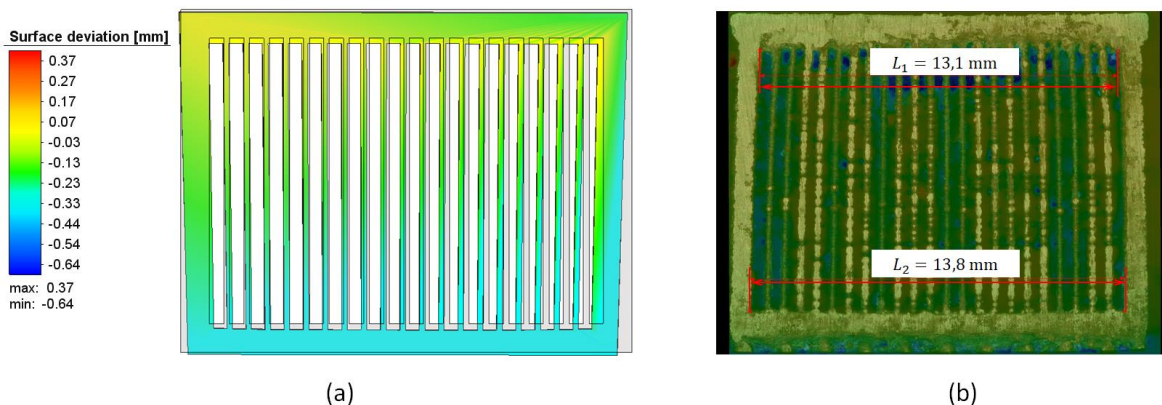 Surface deviation [mm]
0.37
0.27
0.17
0.07
-0.03
-0.13
-0.23
-0.33
-0.44
-0.54
-0.64
max: 0.37
min: -0.64
L₁ = 13,1 mm
L₂ = 13,8 mm
(a)
(b)